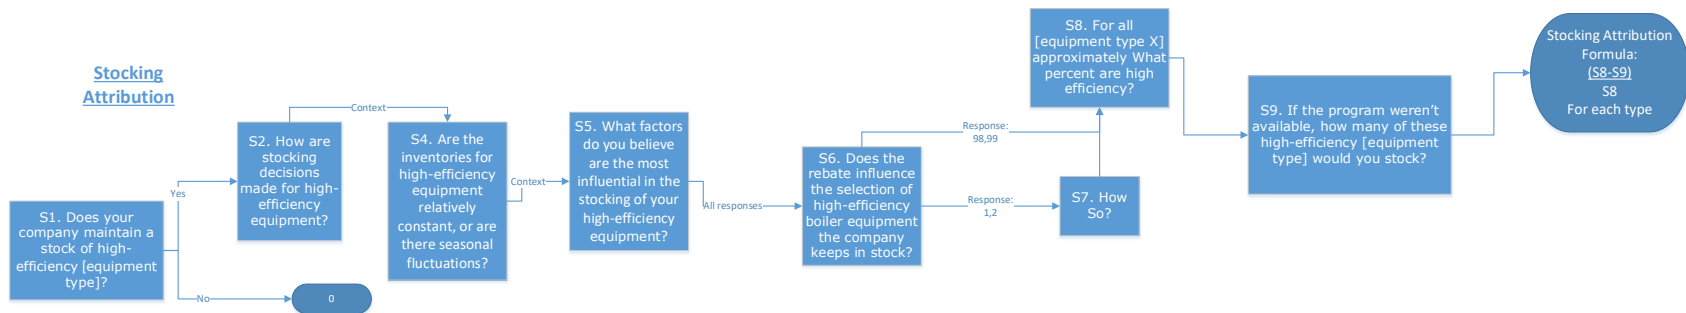 Stocking
Attribution
S1. Does your
company maintain a
stock of high-
efficiency [equipment
type]?
Yes
No
0
S2. How are
stocking
decisions
made for high-
efficiency
equipment?
Context
S4. Are the
inventories for
high-efficiency
equipment
relatively
constant, or are
there seasonal
fluctuations?
Context
S5. What factors
do you believe
are the most
influential in the
stocking of your
high-efficiency
equipment?
All responses
S6. Does the
rebate influence
the selection of
high-efficiency
boiler equipment
the company
keeps in stock?
Response:
98,99
Response:
1,2
S7. How
So?
S8. For all
[equipment type X]
approximately What
percent are high
efficiency?
S9. If the program weren’t
available, how many of these
high-efficiency [equipment
type] would you stock?
Stocking Attribution
Formula:
(S8-S9)
S8
For each type